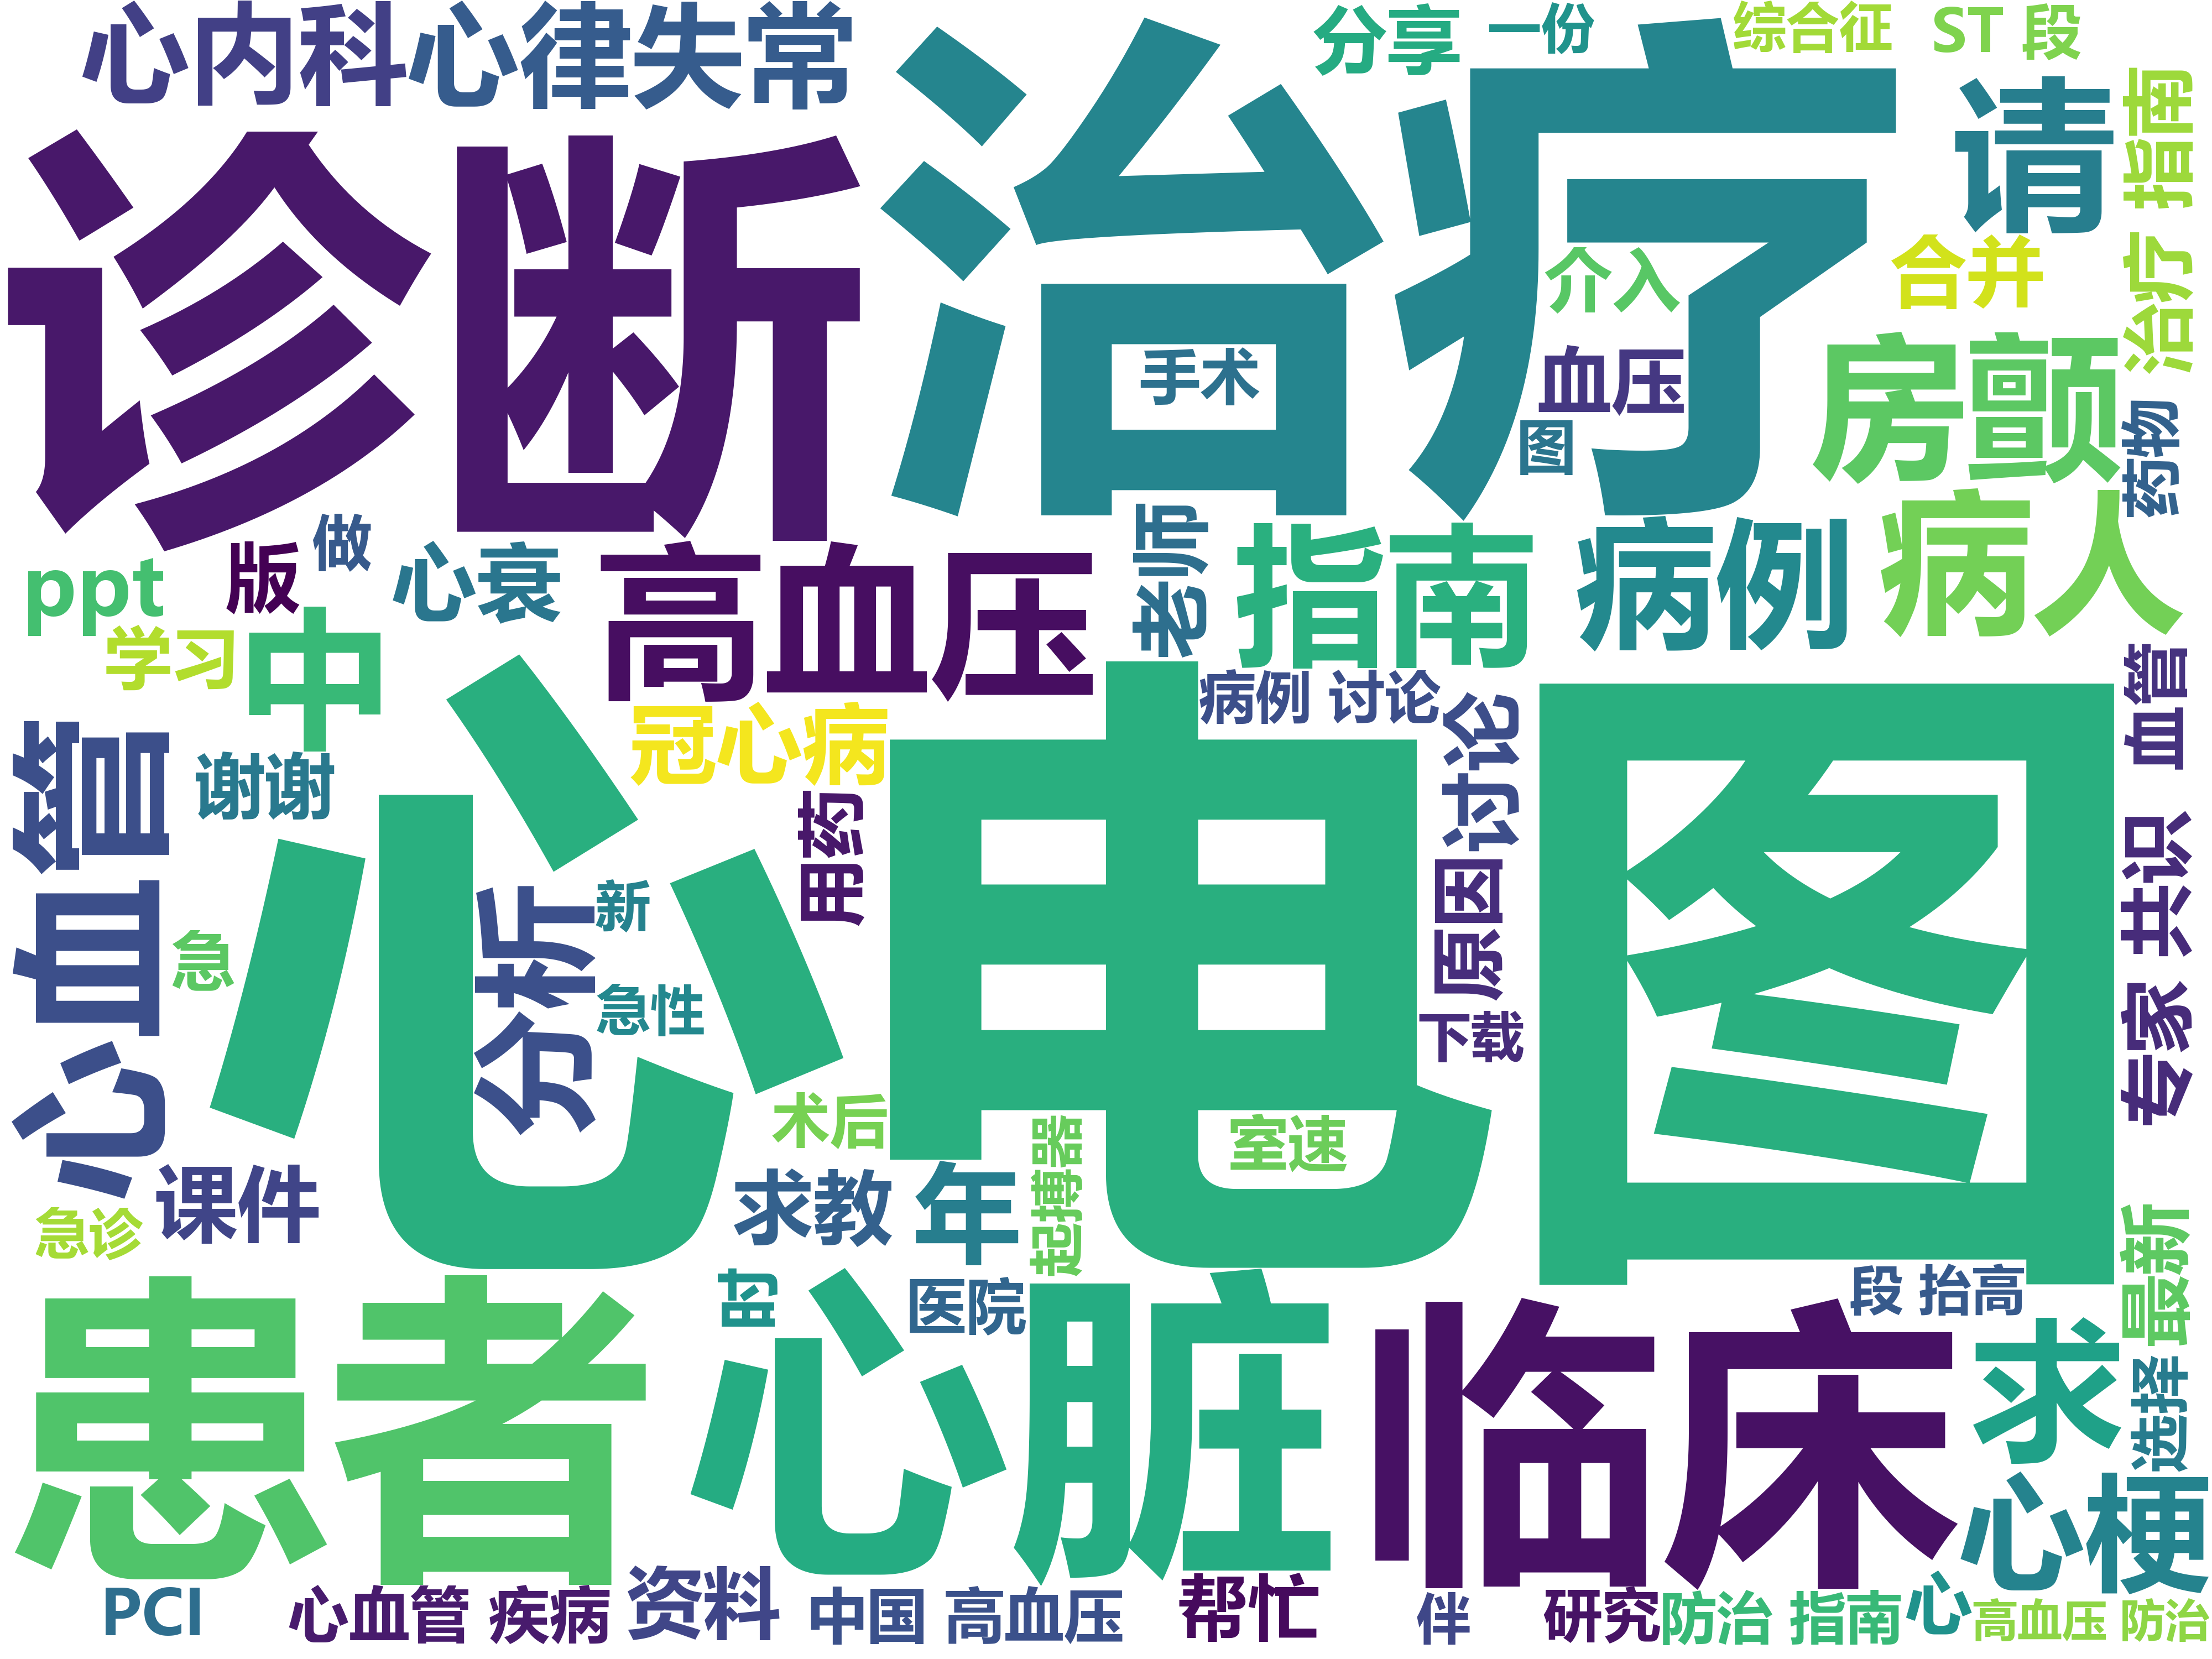 心内科
心律失常
分享
一份
综合征
ST 段
诊断
治疗
请
治疗 指南
介入
合并
手术
血压
房颤
图
药物
ppt
版
做
心衰
高血压
老师
指南
病例
病人
学习
中
冠心病
病例 讨论
讨论
血管
心血管
谢谢
心电图
用药
分析
新
急
急性
原因
下载
专家 共识
术后
起搏器
室速
课件
急诊
求教
年
最新
患者
封
心脏
医院
临床
段 抬高
求
选择
心梗
PCI
心血管 疾病
资料
中国 高血压
帮忙
伴
研究
防治 指南
心
高血压 防治